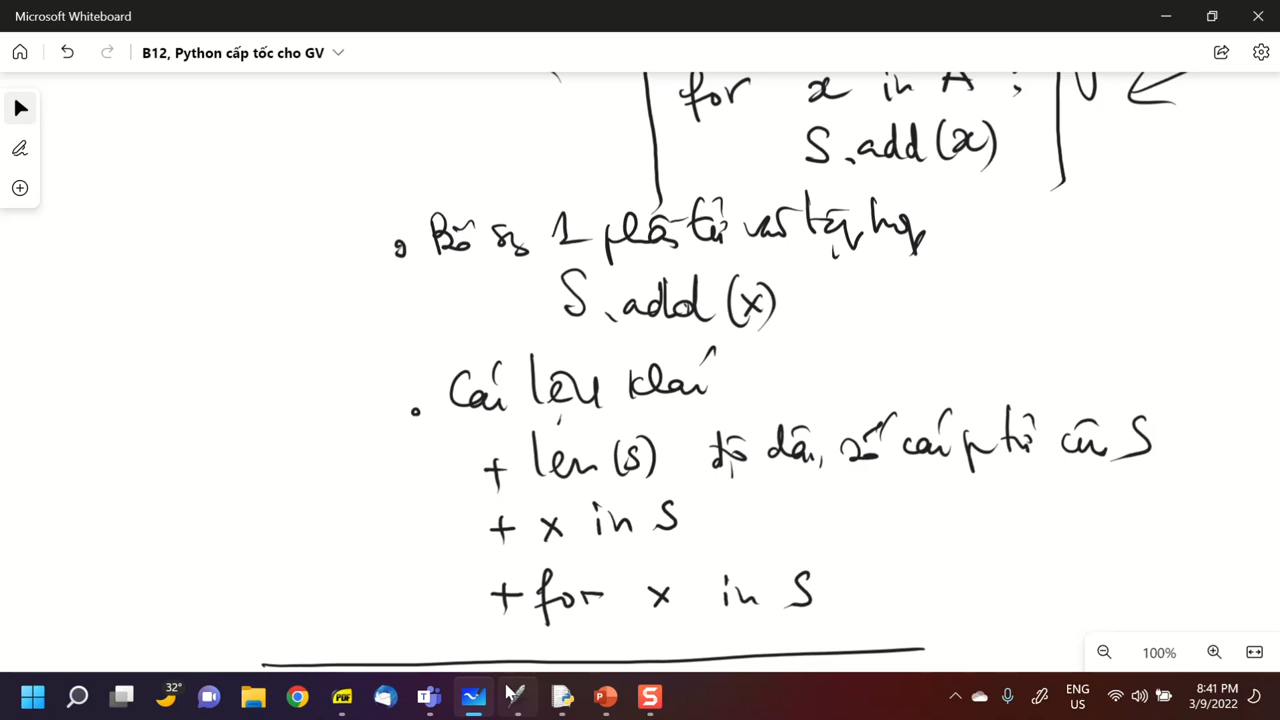 Microsoft Whiteboard
B12, Python cấp tốc cho GV
for x in A :
S.add(x)
Bổ sg 1 phần tử vào tập hợp
S.add(x)
Các lệnh khác
+ len(S) độ dài, số các p tử của S
+ x in S
+ for x in S
100%
32°
ENG
US
8:41 PM
3/9/2022